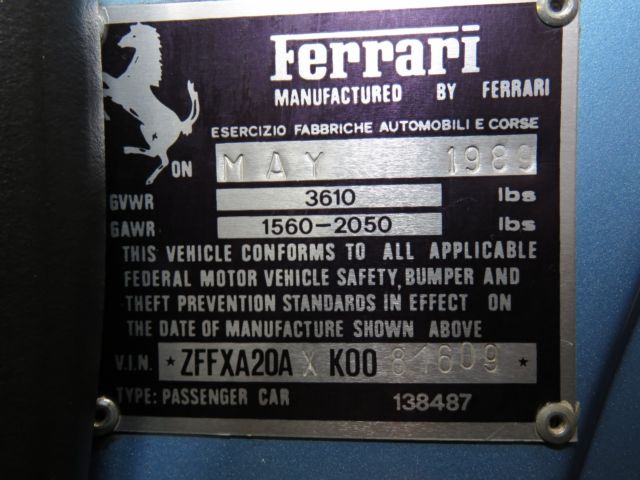 Ferrari
MANUFACTURED BY FERRARI
ESERCIZIO FABBRICHE AUTOMOBILI E CORSE
ON MAY 1989
GVWR 3610 lbs
GAWR 1560-2050 lbs
THIS VEHICLE CONFORMS TO ALL APPLICABLE
FEDERAL MOTOR VEHICLE SAFETY, BUMPER AND
THEFT PREVENTION STANDARDS IN EFFECT ON
THE DATE OF MANUFACTURE SHOWN ABOVE
V.I.N. * ZFFXA20A X K00 81609 *
TYPE: PASSENGER CAR 138487